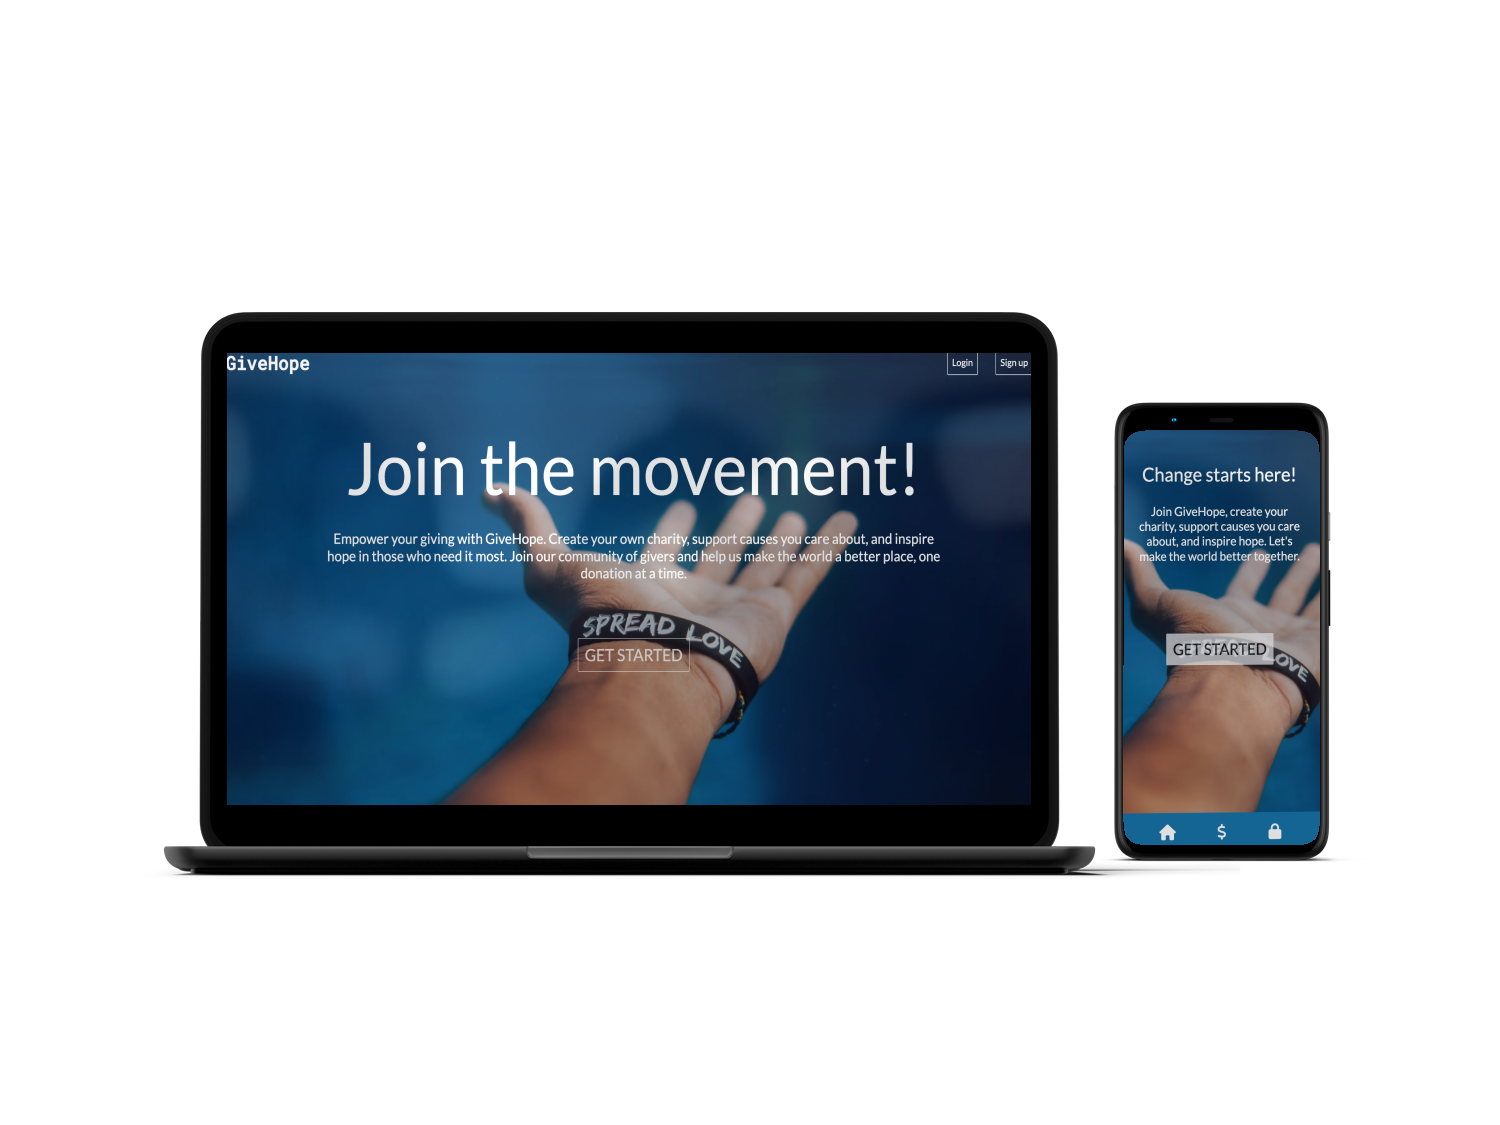 GiveHope
Login
Sign up
Join the movement!
Empower your giving with GiveHope. Create your own charity, support causes you care about, and inspire
hope in those who need it most. Join our community of givers and help us make the world a better place, one
donation at a time.
SPREAD LOVE
GET STARTED
Change starts here!
Join GiveHope, create your
charity, support causes you care
about, and inspire hope. Let's
make the world better together.
GET STARTED
LOVE
$